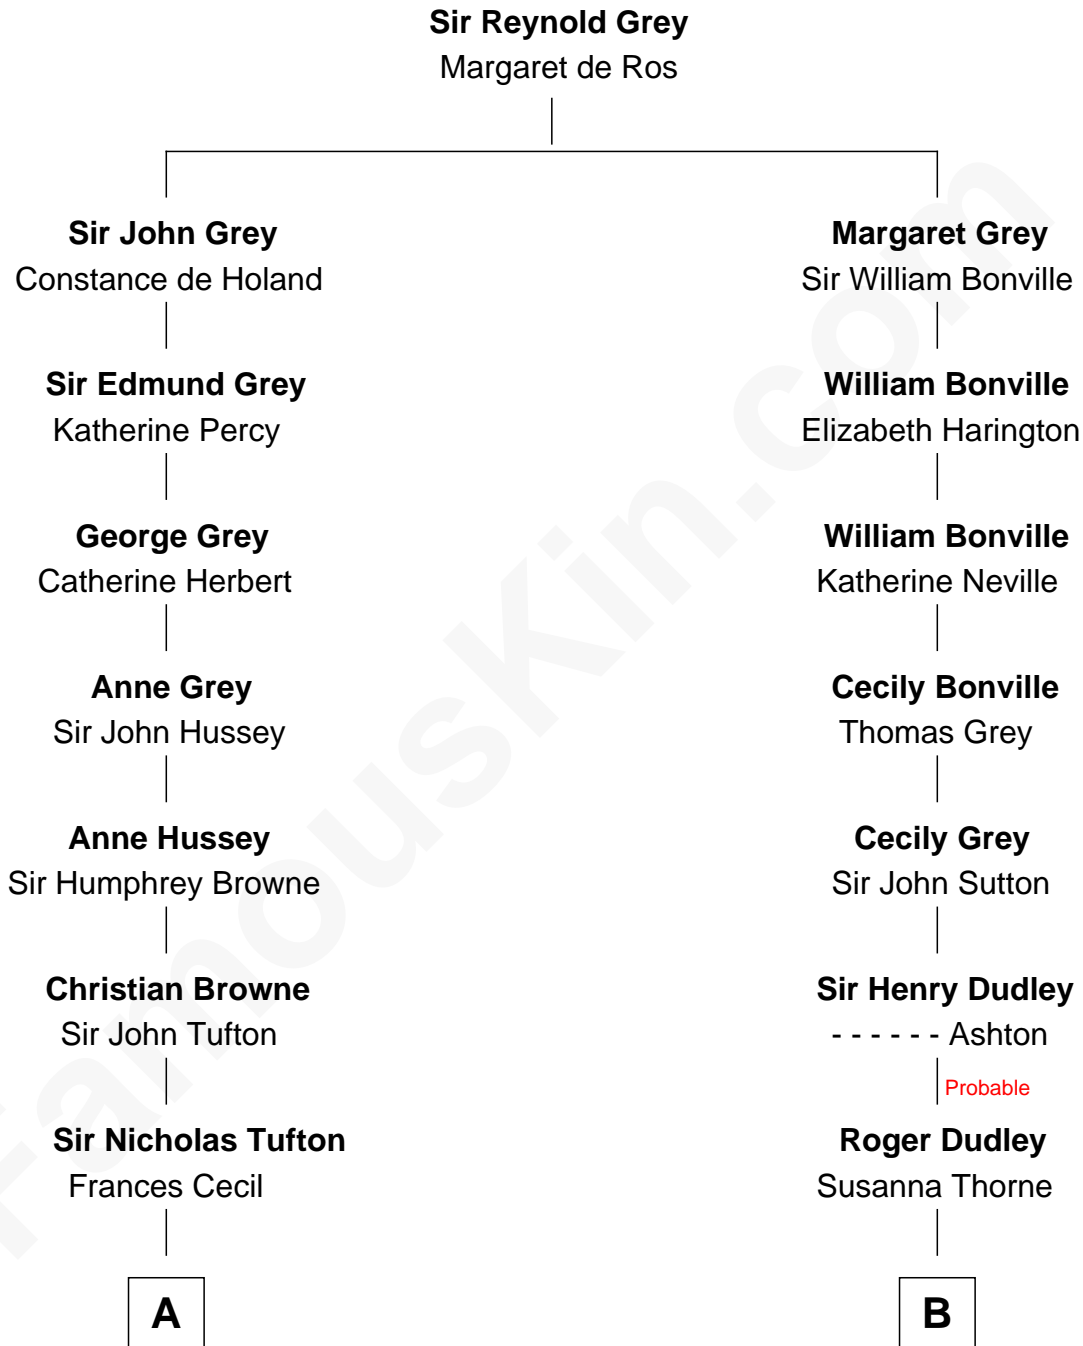 Sir Reynold Grey
Margaret de Ros
Sir John Grey
Constance de Holand
Sir Edmund Grey
Katherine Percy
George Grey
Catherine Herbert
Anne Grey
Sir John Hussey
Anne Hussey
Sir Humphrey Browne
Christian Browne
Sir John Tufton
Sir Nicholas Tufton
Frances Cecil
A
Margaret Grey
Sir William Bonville
William Bonville
Elizabeth Harington
William Bonville
Katherine Neville
Cecily Bonville
Thomas Grey
Cecily Grey
Sir John Sutton
Sir Henry Dudley
- - - - - - Ashton
Probable
Roger Dudley
Susanna Thorne
B
FamousKin.com